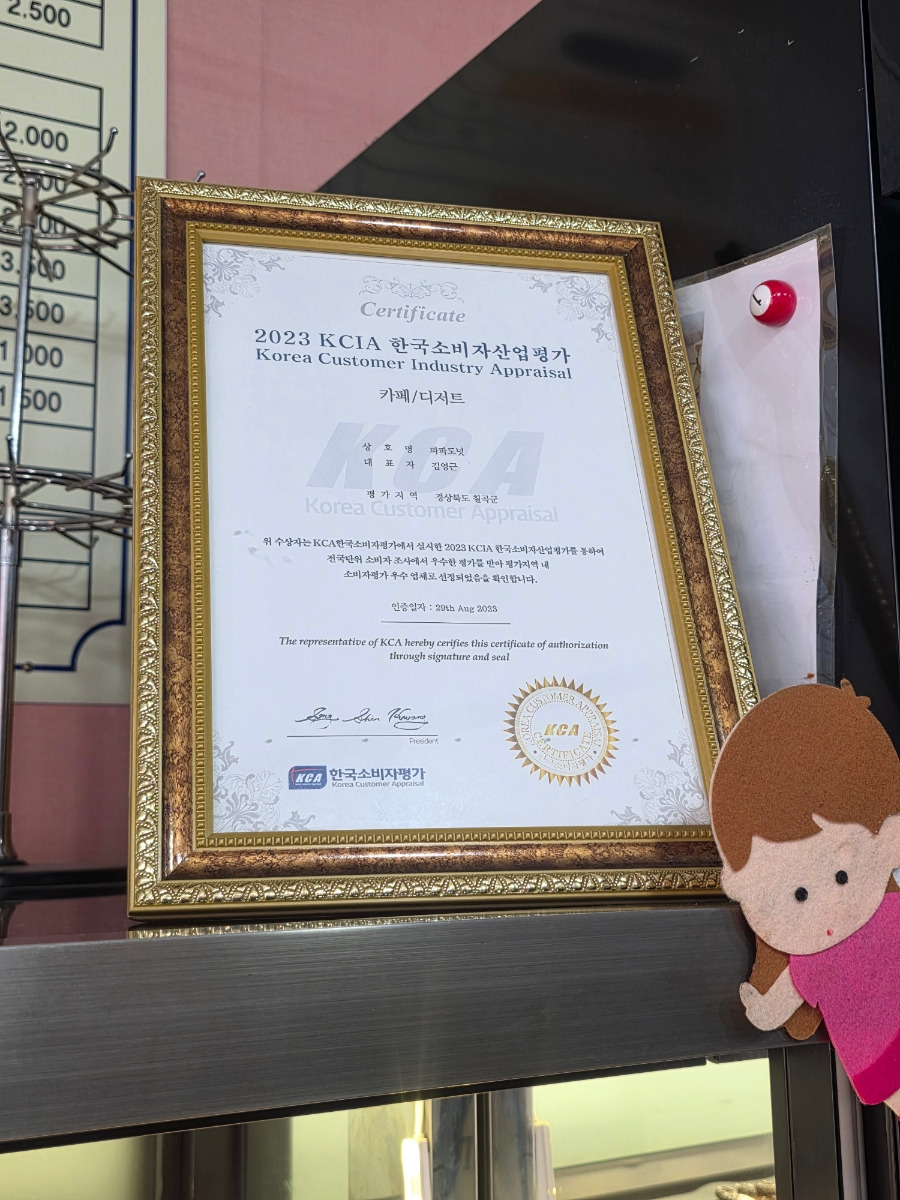 2.500
2.000
3.500
Certificate
2023 KCIA 한국소비자산업평가
Korea Customer Industry Appraisal
카페/디저트
KCA
Korea Customer Appraisal
상 호 명 파파도넛
대 표 자 김영근
평 가 지 역 경상북도 칠곡군
위 수상자는 KCA한국소비자평가에서 실시한 2023 KCIA 한국소비자산업평가를 통하여
전국단위 소비자 조사에서 우수한 평가를 받아 평가지역 내
소비자평가 우수 업체로 선정되었음을 확인합니다.
인증일자 : 29th Aug 2023
The representative of KCA hereby cerifies this certificate of authorization
through signature and seal
President
KOREA CUSTOMER APPRAISAL
KCA
CERTIFICATE
KCA 한국소비자평가
Korea Customer Appraisal